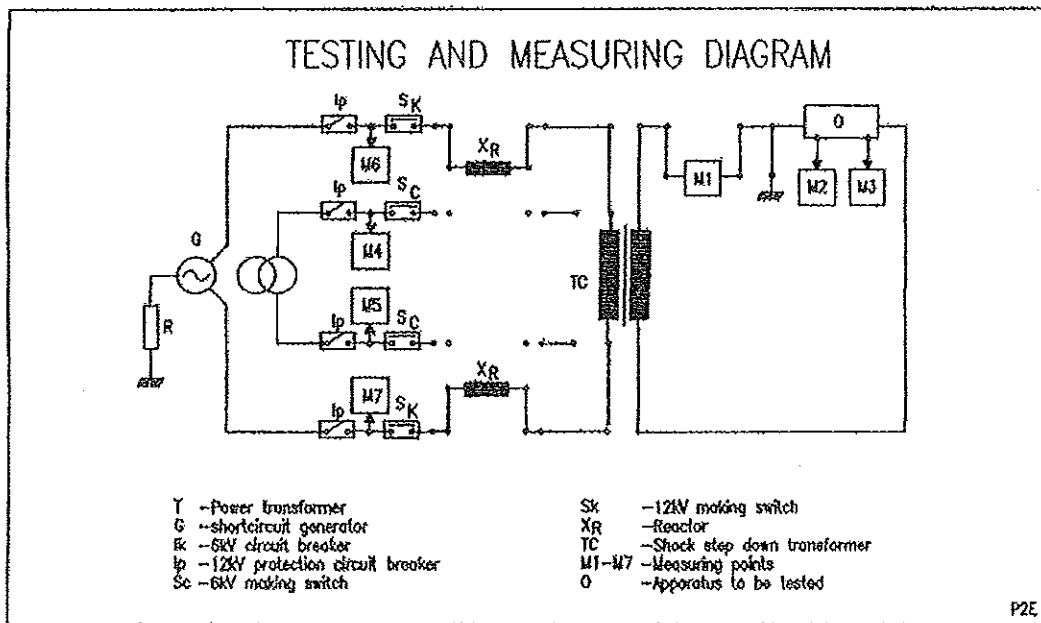 TESTING AND MEASURING DIAGRAM
Ip
SK
M6
XR
Ip
SC
M4
G
R
M5
Ip
SC
M7
Ip
SK
XR
TC
M1
O
M2
M3
T -Power transformer
G -shortcircuit generator
Ik -6kV circuit breaker
Ip -12kV protection circuit breaker
Sc -6kV making switch
Sk -12kV making switch
XR -Reactor
TC -Shock step down transformer
M1-M7 -Measuring points
O -Apparatus to be tested
P2E